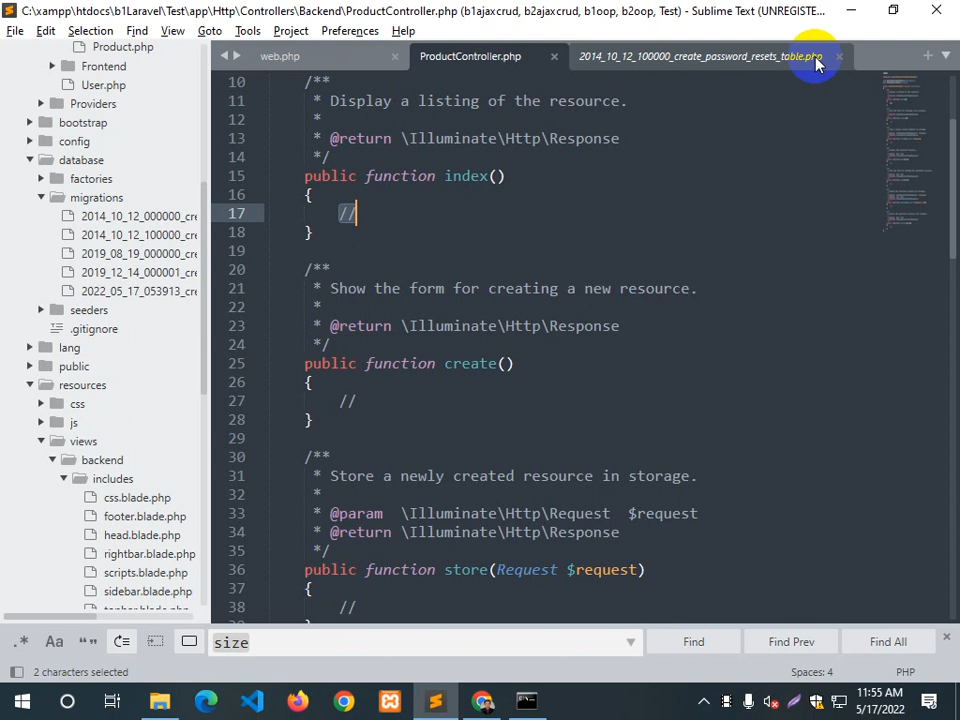 C:\xampp\htdocs\b1Laravel\Test\app\Http\Controllers\Backend\ProductController.php (b1ajaxcrud, b2ajaxcrud, b1oop, b2oop, Test) - Sublime Text (UNREGISTE...
File Edit Selection Find View Goto Tools Project Preferences Help
Product.php
Frontend
User.php
Providers
bootstrap
config
database
factories
migrations
2014_10_12_000000_cre
2014_10_12_100000_cre
2019_08_19_000000_cre
2019_12_14_000001_cre
2022_05_17_053913_cre
seeders
.gitignore
lang
public
resources
css
js
views
backend
includes
css.blade.php
footer.blade.php
head.blade.php
rightbar.blade.php
scripts.blade.php
sidebar.blade.php
topbar.blade.php
web.php ProductController.php 2014_10_12_100000_create_password_resets_table.php
10 /**
11 * Display a listing of the resource.
12 *
13 * @return \Illuminate\Http\Response
14 */
15 public function index()
16 {
17 //
18 }
19
20 /**
21 * Show the form for creating a new resource.
22 *
23 * @return \Illuminate\Http\Response
24 */
25 public function create()
26 {
27 //
28 }
29
30 /**
31 * Store a newly created resource in storage.
32 *
33 * @param \Illuminate\Http\Request $request
34 * @return \Illuminate\Http\Response
35 */
36 public function store(Request $request)
37 {
38 //
.* Aa “” size Find Find Prev Find All
2 characters selected Spaces: 4 PHP
11:55 AM
5/17/2022